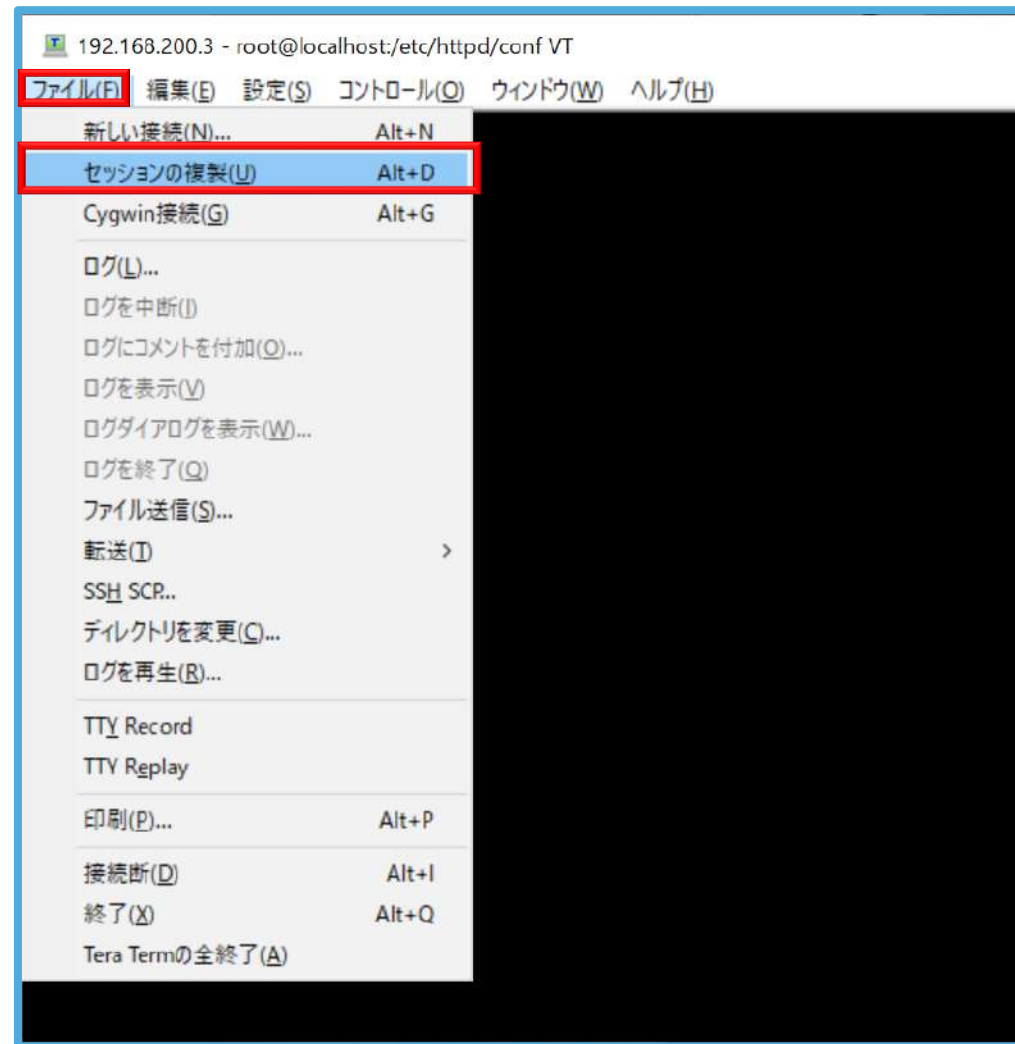 192.168.200.3 - root@localhost:/etc/httpd/conf VT
ファイル(F) 編集(E) 設定(S) コントロール(O) ウィンドウ(W) ヘルプ(H)
新しい接続(N)... Alt+N
セッションの複製(U) Alt+D
Cygwin接続(G) Alt+G
ログ(L)...
ログを中断(I)
ログにコメントを付加(O)...
ログを表示(V)
ログダイアログを表示(W)...
ログを終了(Q)
ファイル送信(S)...
転送(T) >
SSH SCP...
ディレクトリを変更(C)...
ログを再生(R)...
TTY Record
TTY Replay
印刷(P)... Alt+P
接続断(D) Alt+I
終了(X) Alt+Q
Tera Termの全終了(A)